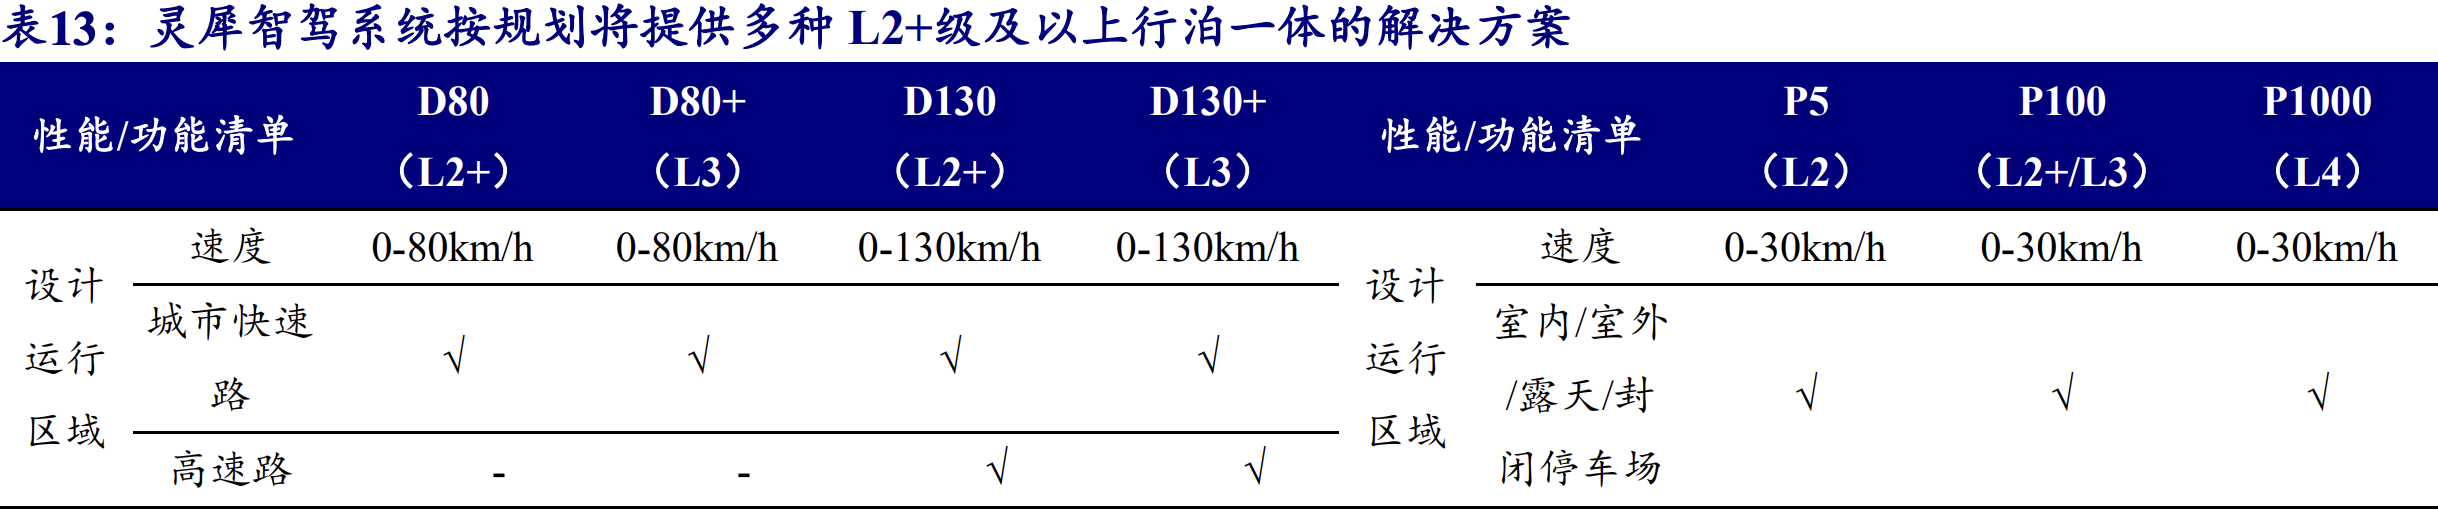 表13：灵犀智驾系统按规划将提供多种 L2+级及以上行泊一体的解决方案
性能/功能清单 D80 （L2+） D80+ （L3） D130 （L2+） D130+ （L3） 性能/功能清单 P5 （L2） P100 （L2+/L3） P1000 （L4）
设计运行区域 速度 0-80km/h 0-80km/h 0-130km/h 0-130km/h 设计运行区域 速度 0-30km/h 0-30km/h 0-30km/h
城市快速路 √ √ √ √ 室内/室外/露天/封闭停车场 √ √ √
高速路 - - √ √